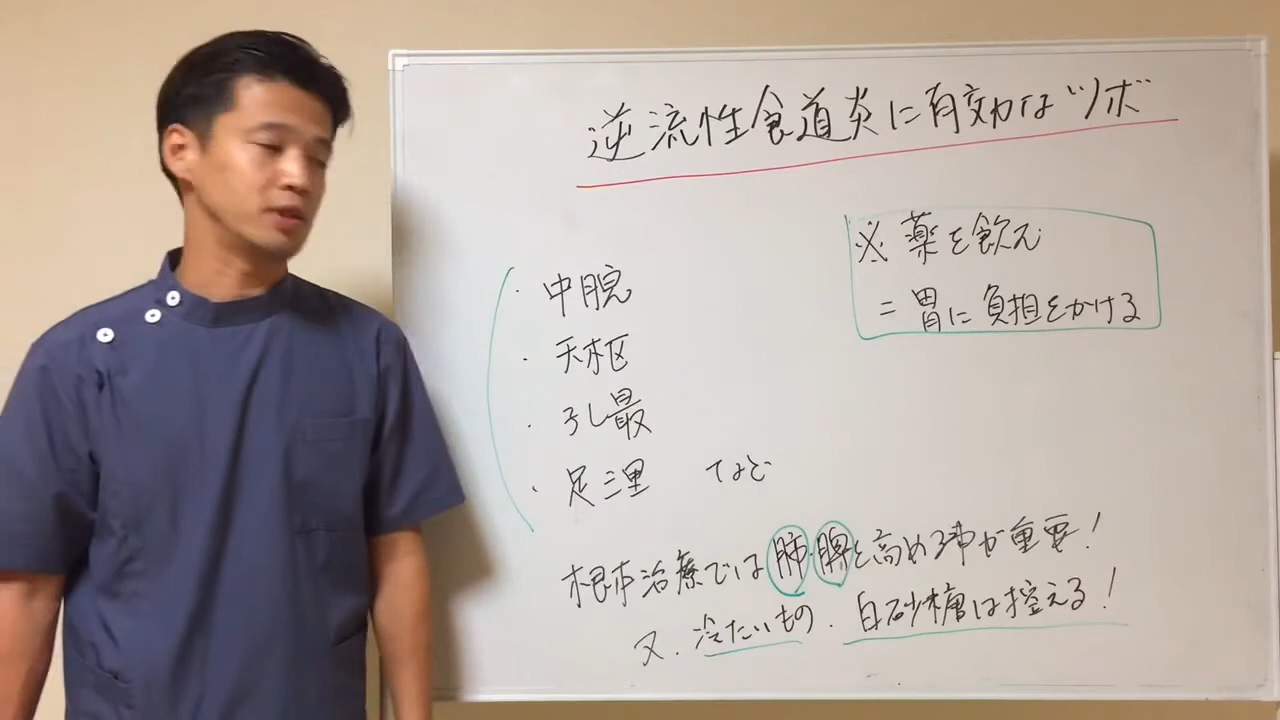 逆流性食道炎に有効なツボ
※ 薬を飲む
= 胃に負担をかける
・中脘
・天枢
・孔最
・足三里 など
根本治療では肺・脾を高める事が重要!
又、冷たいもの、白砂糖は控える!